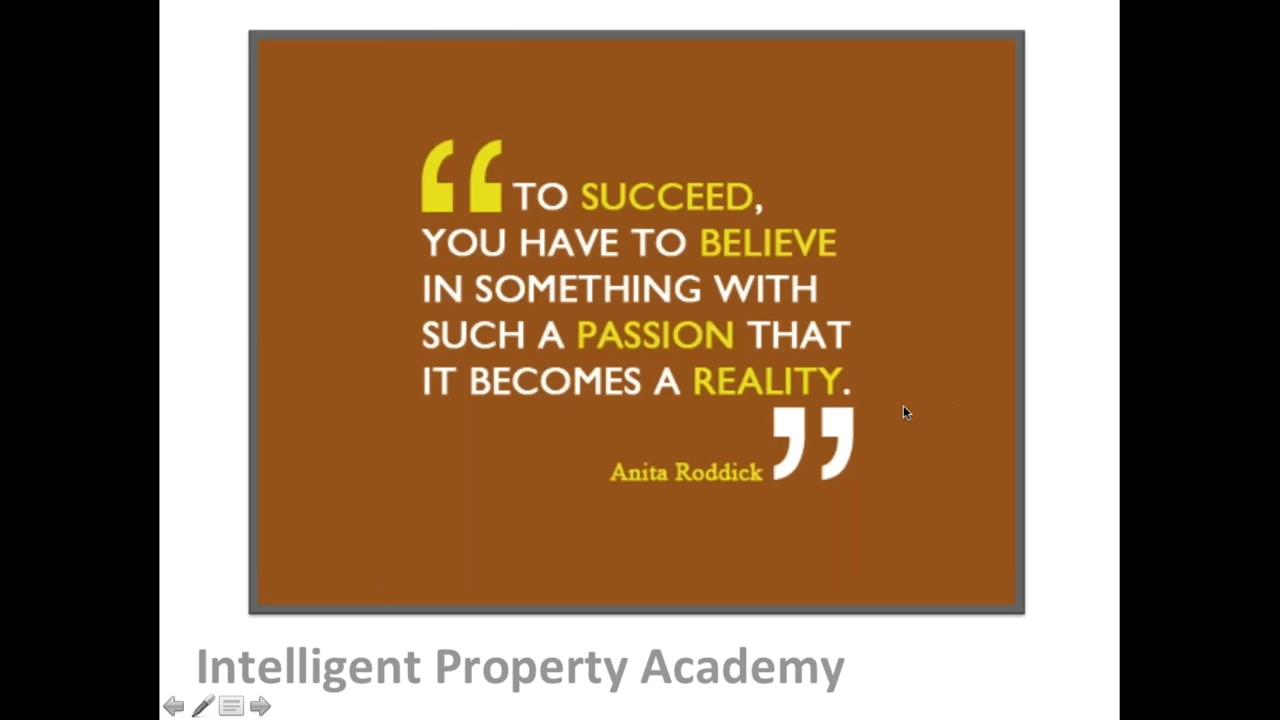 “TO SUCCEED,
YOU HAVE TO BELIEVE
IN SOMETHING WITH
SUCH A PASSION THAT
IT BECOMES A REALITY.
Anita Roddick ”
Intelligent Property Academy